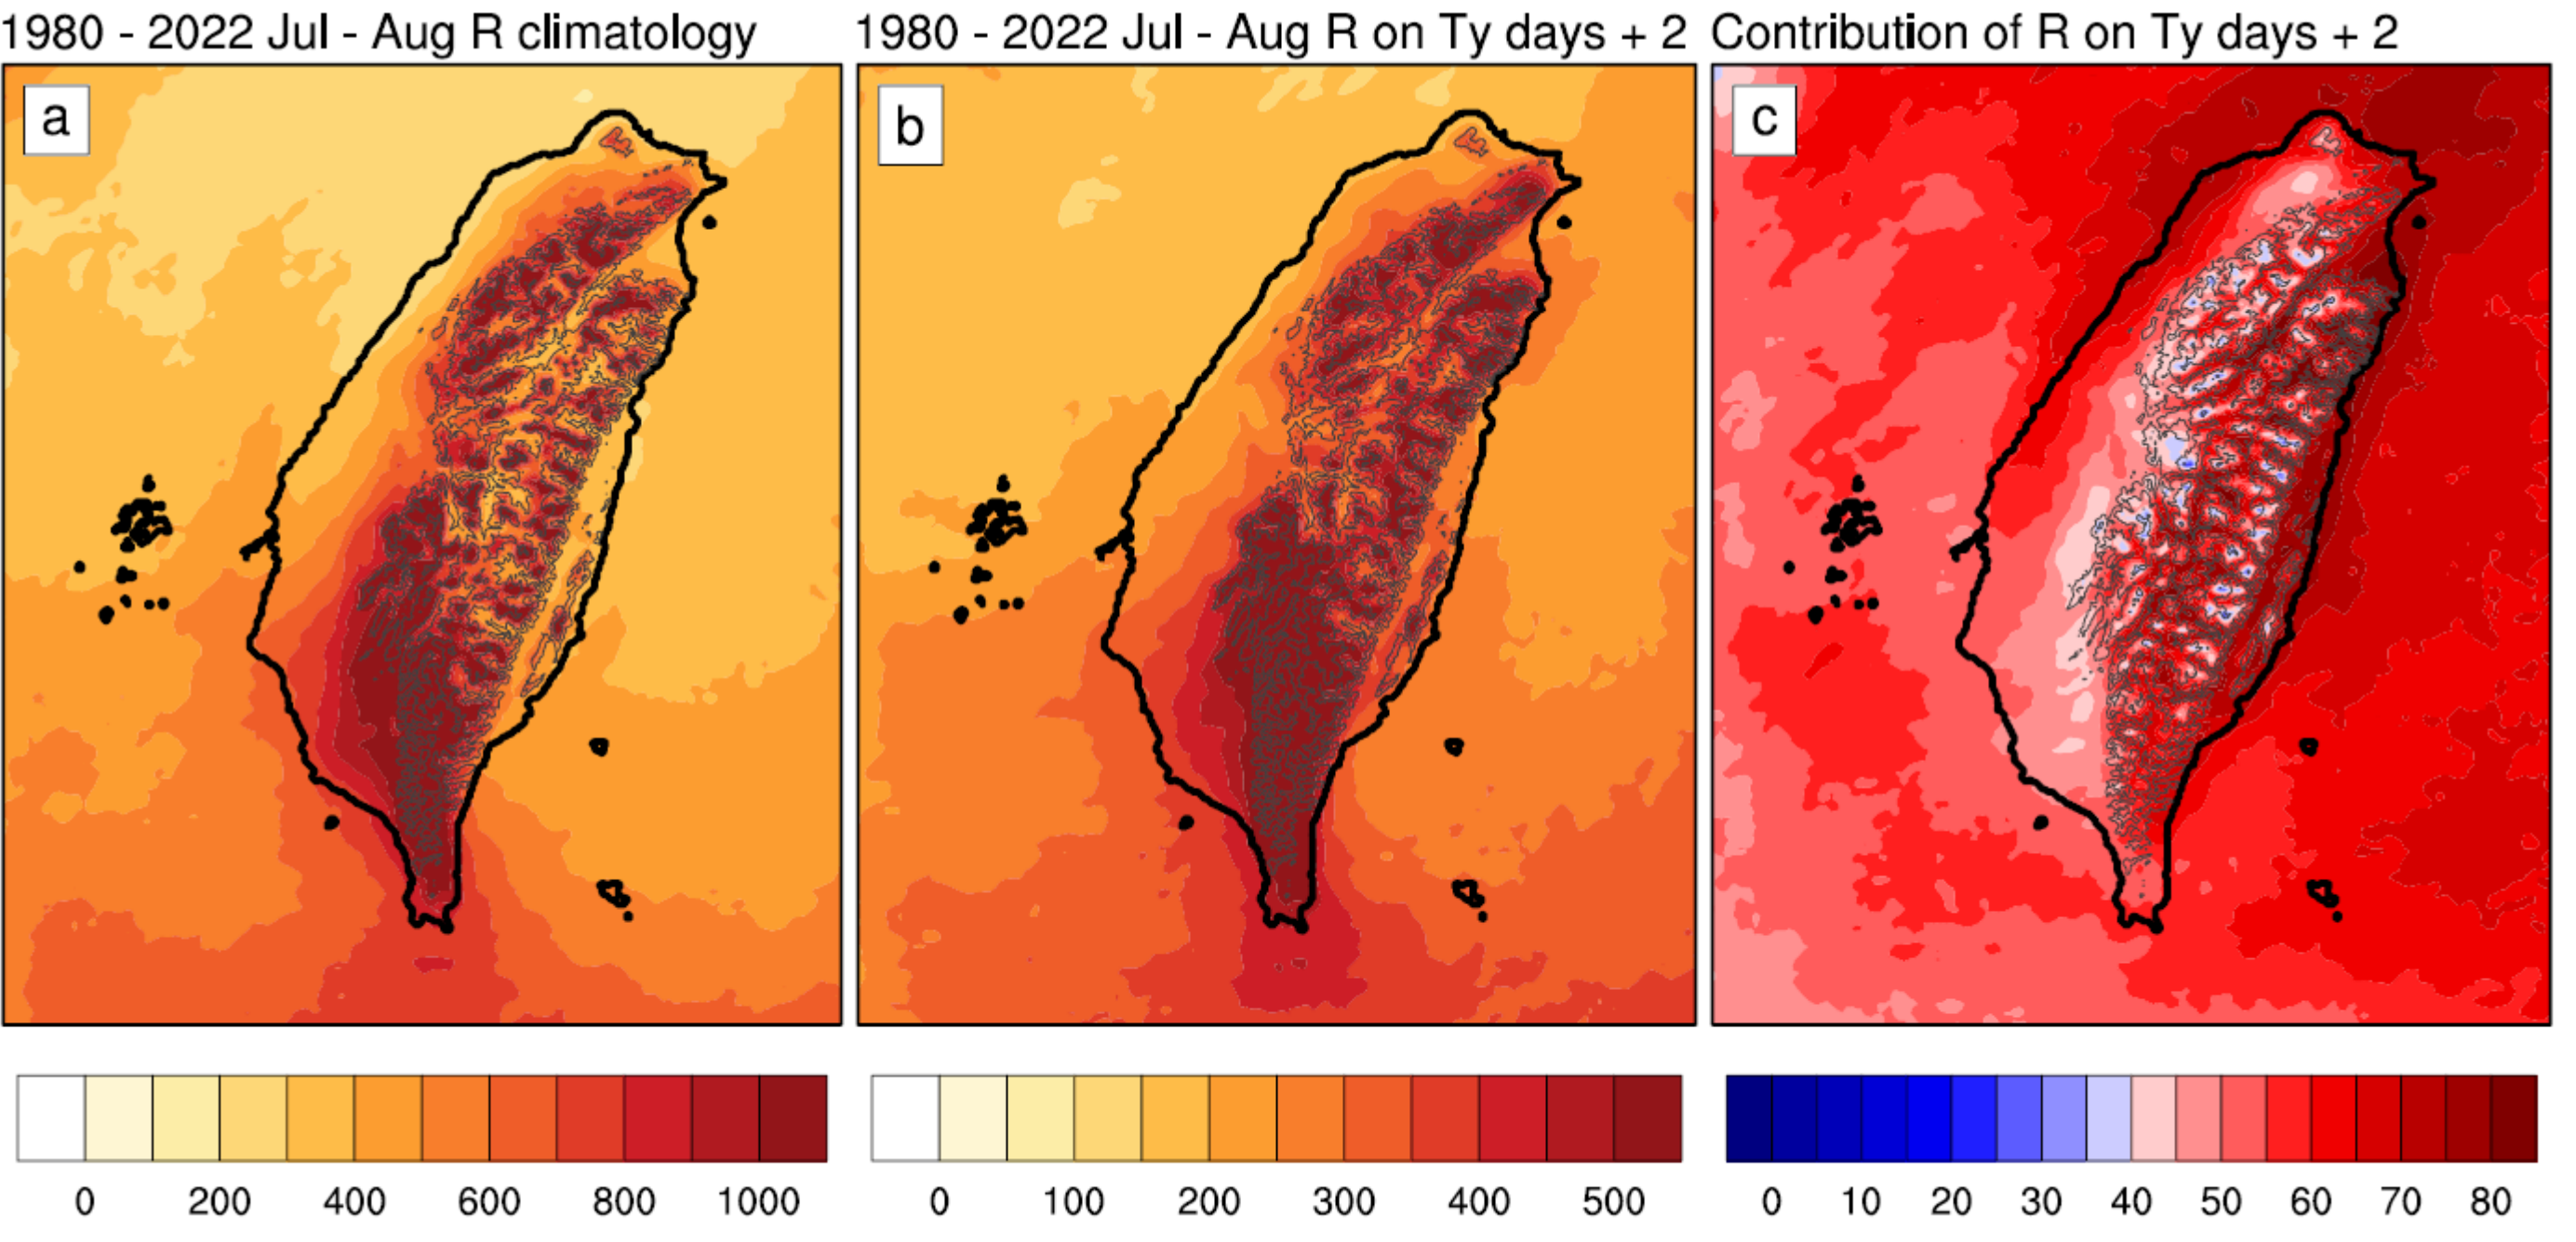 1980 - 2022 Jul - Aug R climatology
1980 - 2022 Jul - Aug R on Ty days + 2
Contribution of R on Ty days + 2
a
b
c
0 200 400 600 800 1000
0 100 200 300 400 500
0 10 20 30 40 50 60 70 80